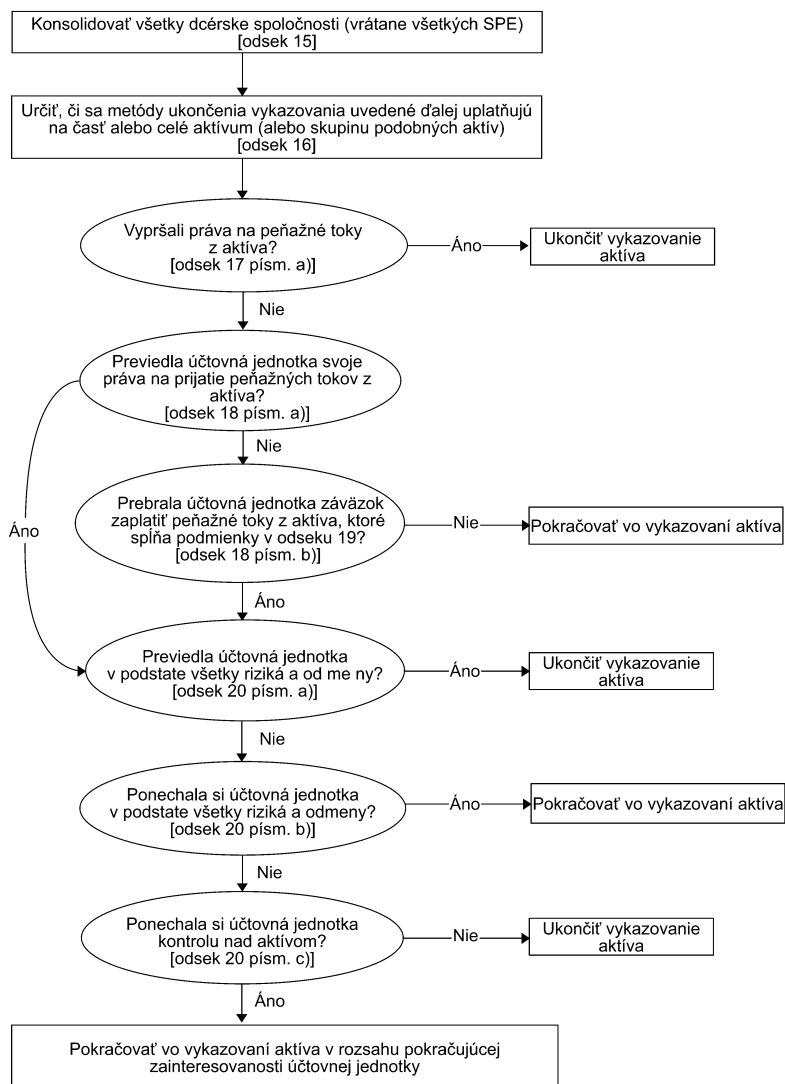 Konsolidovať všetky dcérske spoločnosti (vrátane všetkých SPE)
[odsek 15]
Určiť, či sa metódy ukončenia vykazovania uvedené ďalej uplatňujú
na časť alebo celé aktívum (alebo skupinu podobných aktív)
[odsek 16]
Vypršali práva na peňažné toky
z aktíva?
[odsek 17 písm. a)]
Áno
Ukončiť vykazovanie
aktíva
Nie
Previedla účtovná jednotka svoje
práva na prijatie peňažných tokov z
aktíva?
[odsek 18 písm. a)]
Nie
Áno
Prebrala účtovná jednotka záväzok
zaplatiť peňažné toky z aktíva, ktoré
spĺňa podmienky v odseku 19?
[odsek 18 písm. b)]
Nie
Pokračovať vo vykazovaní aktíva
Áno
Previedla účtovná jednotka
v podstate všetky riziká a od me ny?
[odsek 20 písm. a)]
Áno
Ukončiť vykazovanie
aktíva
Nie
Ponechala si účtovná jednotka
v podstate všetky riziká a odmeny?
[odsek 20 písm. b)]
Áno
Pokračovať vo vykazovaní aktíva
Nie
Ponechala si účtovná jednotka
kontrolu nad aktívom?
[odsek 20 písm. c)]
Nie
Ukončiť vykazovanie
aktíva
Áno
Pokračovať vo vykazovaní aktíva v rozsahu pokračujúcej
zainteresovanosti účtovnej jednotky